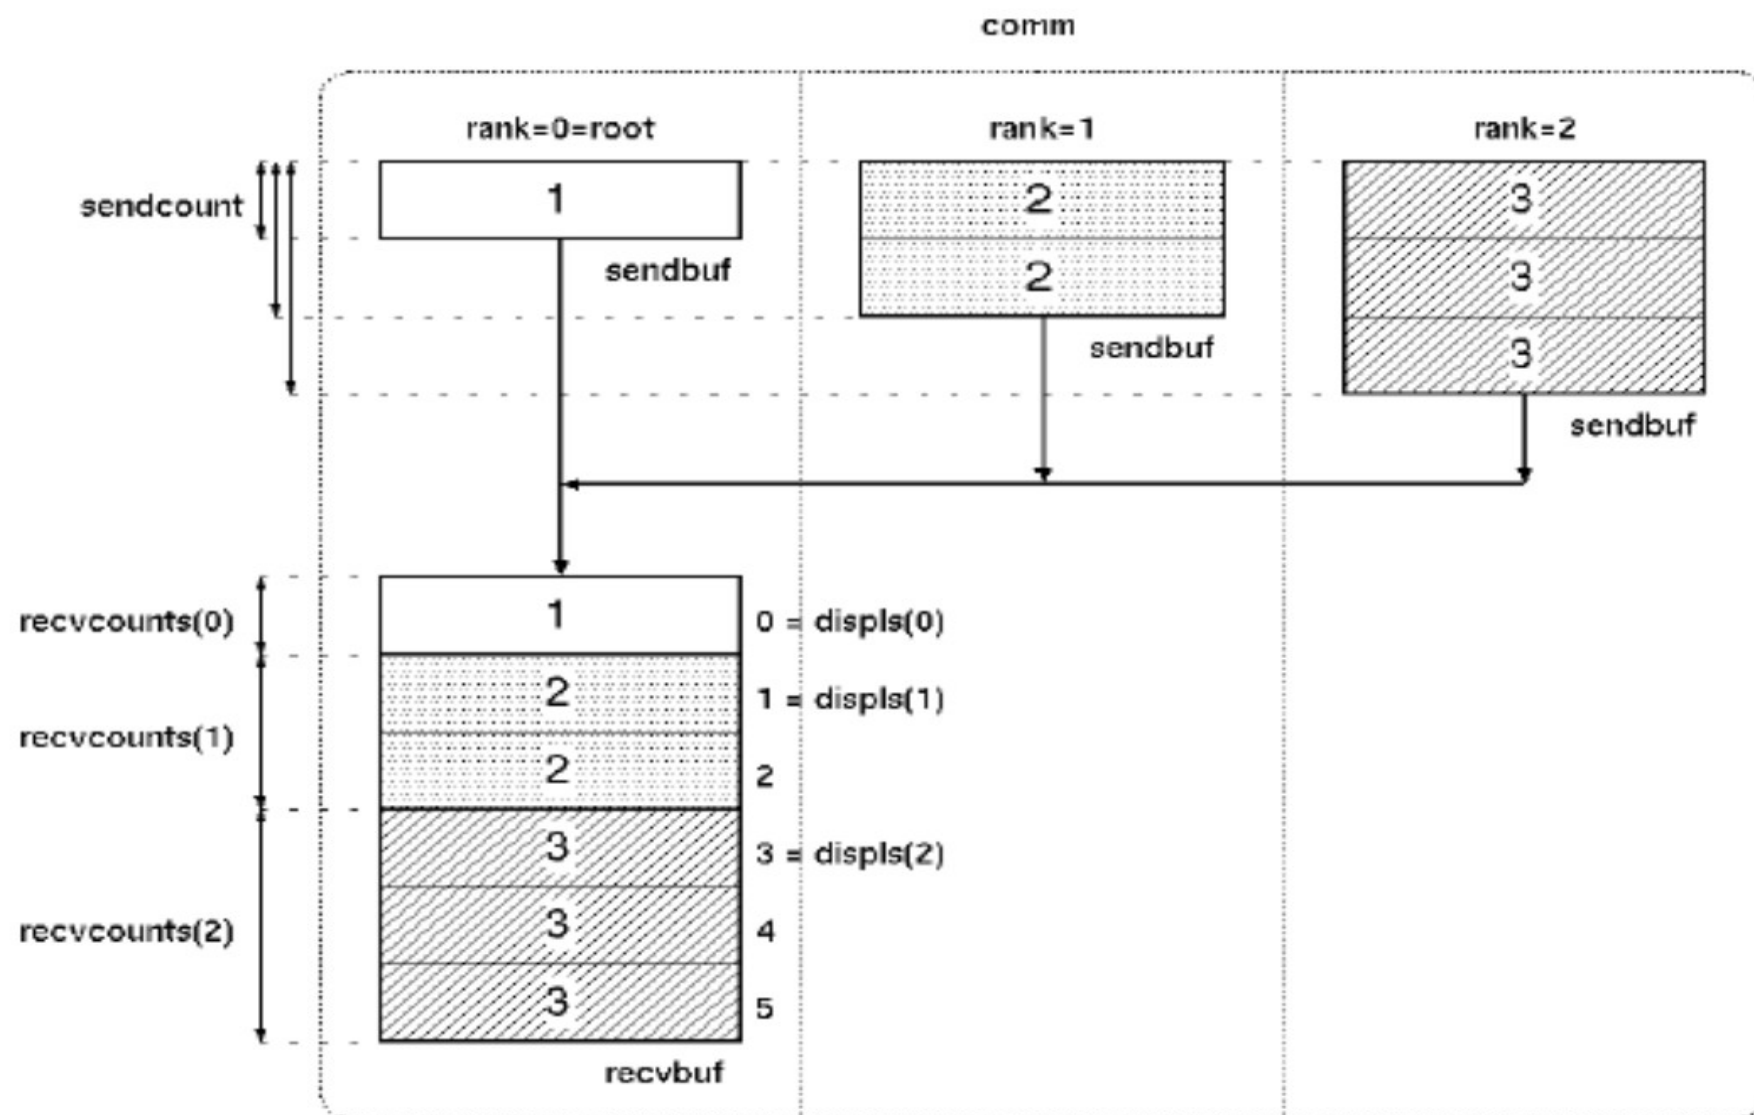 comm
rank=0=root
rank=1
rank=2
sendcount
1
2
3
sendbuf
2
3
sendbuf
3
sendbuf
recvcounts(0)
1
0 = displs(0)
2
1 = displs(1)
recvcounts(1)
2
2
3
3 = displs(2)
recvcounts(2)
3
4
3
5
recvbuf